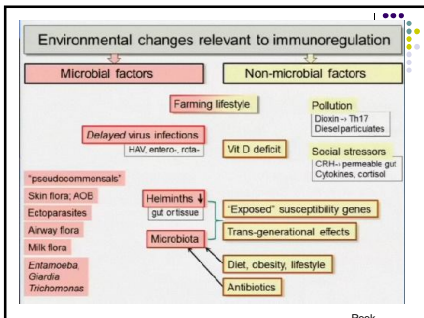 Environmental changes relevant to immunoregulation
Microbial factors
Non-microbial factors
Farming lifestyle
Pollution
Dioxin -> Th17
Diesel particulates
Delayed virus infections
HAV, entero-, rota-
Vit D deficit
Social stressors
CRH-> permeable gut
Cytokines, cortisol
"pseudocommensals"
Skin flora; AOB
Ectoparasites
Airway flora
Milk flora
Entamoeba,
Giardia
Trichomonas
Helminths ↓
gut or tissue
Microbiota
"Exposed" susceptibility genes
Trans-generational effects
Diet, obesity, lifestyle
Antibiotics
Rook